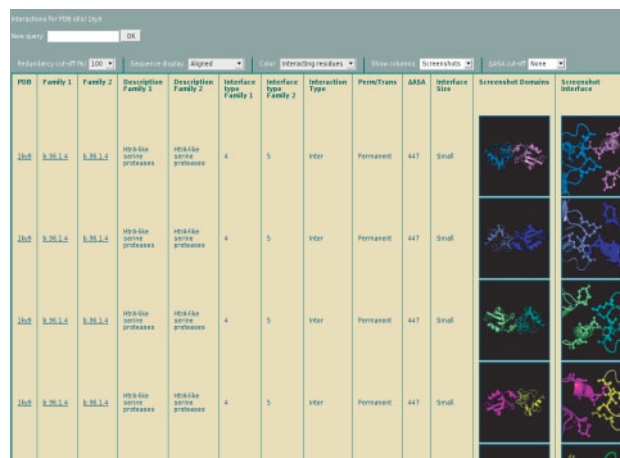 Interactions for PDB id(s) 1ky9
New query: OK
Redundancy cut-off (%) 100 Sequence display Aligned Color Interacting residues Show columns Screenshots ΔASA cut-off None
PDB Family 1 Family 2 Description Family 1 Description Family 2 Interface type Family 1 Interface type Family 2 Interaction Type Perm/Trans ΔASA Interface Size Screenshot Domains Screenshot Interface
1ky9 b.36.1.4 b.36.1.4 HtrA-like serine proteases HtrA-like serine proteases 4 5 Inter Permanent 447 Small
1ky9 b.36.1.4 b.36.1.4 HtrA-like serine proteases HtrA-like serine proteases 4 5 Inter Permanent 447 Small
1ky9 b.36.1.4 b.36.1.4 HtrA-like serine proteases HtrA-like serine proteases 4 5 Inter Permanent 447 Small
1ky9 b.36.1.4 b.36.1.4 HtrA-like serine proteases HtrA-like serine proteases 4 5 Inter Permanent 447 Small